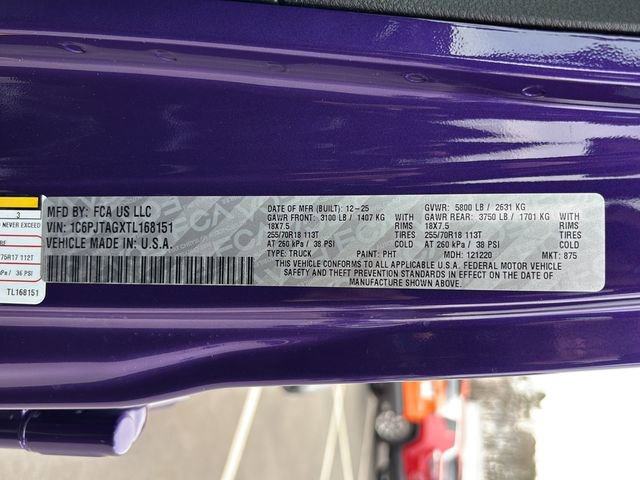 3
NEVER EXCEED
75R17 112T
kPa / 36 PSI
TL168151
MFD BY: FCA US LLC
VIN: 1C6PJTAGXTL168151
VEHICLE MADE IN: U.S.A.
DATE OF MFR (BUILT): 12-25
GAWR FRONT: 3100 LB / 1407 KG WITH
18X7.5 RIMS
255/70R18 113T TIRES
AT 260 kPa / 38 PSI COLD
TYPE: TRUCK PAINT: PHT
GVWR: 5800 LB / 2631 KG
GAWR REAR: 3750 LB / 1701 KG WITH
18X7.5 RIMS
255/70R18 113T TIRES
AT 260 kPa / 38 PSI COLD
MDH: 121220 MKT: 875
THIS VEHICLE CONFORMS TO ALL APPLICABLE U.S.A. FEDERAL MOTOR VEHICLE
SAFETY AND THEFT PREVENTION STANDARDS IN EFFECT ON THE DATE OF
MANUFACTURE SHOWN ABOVE.